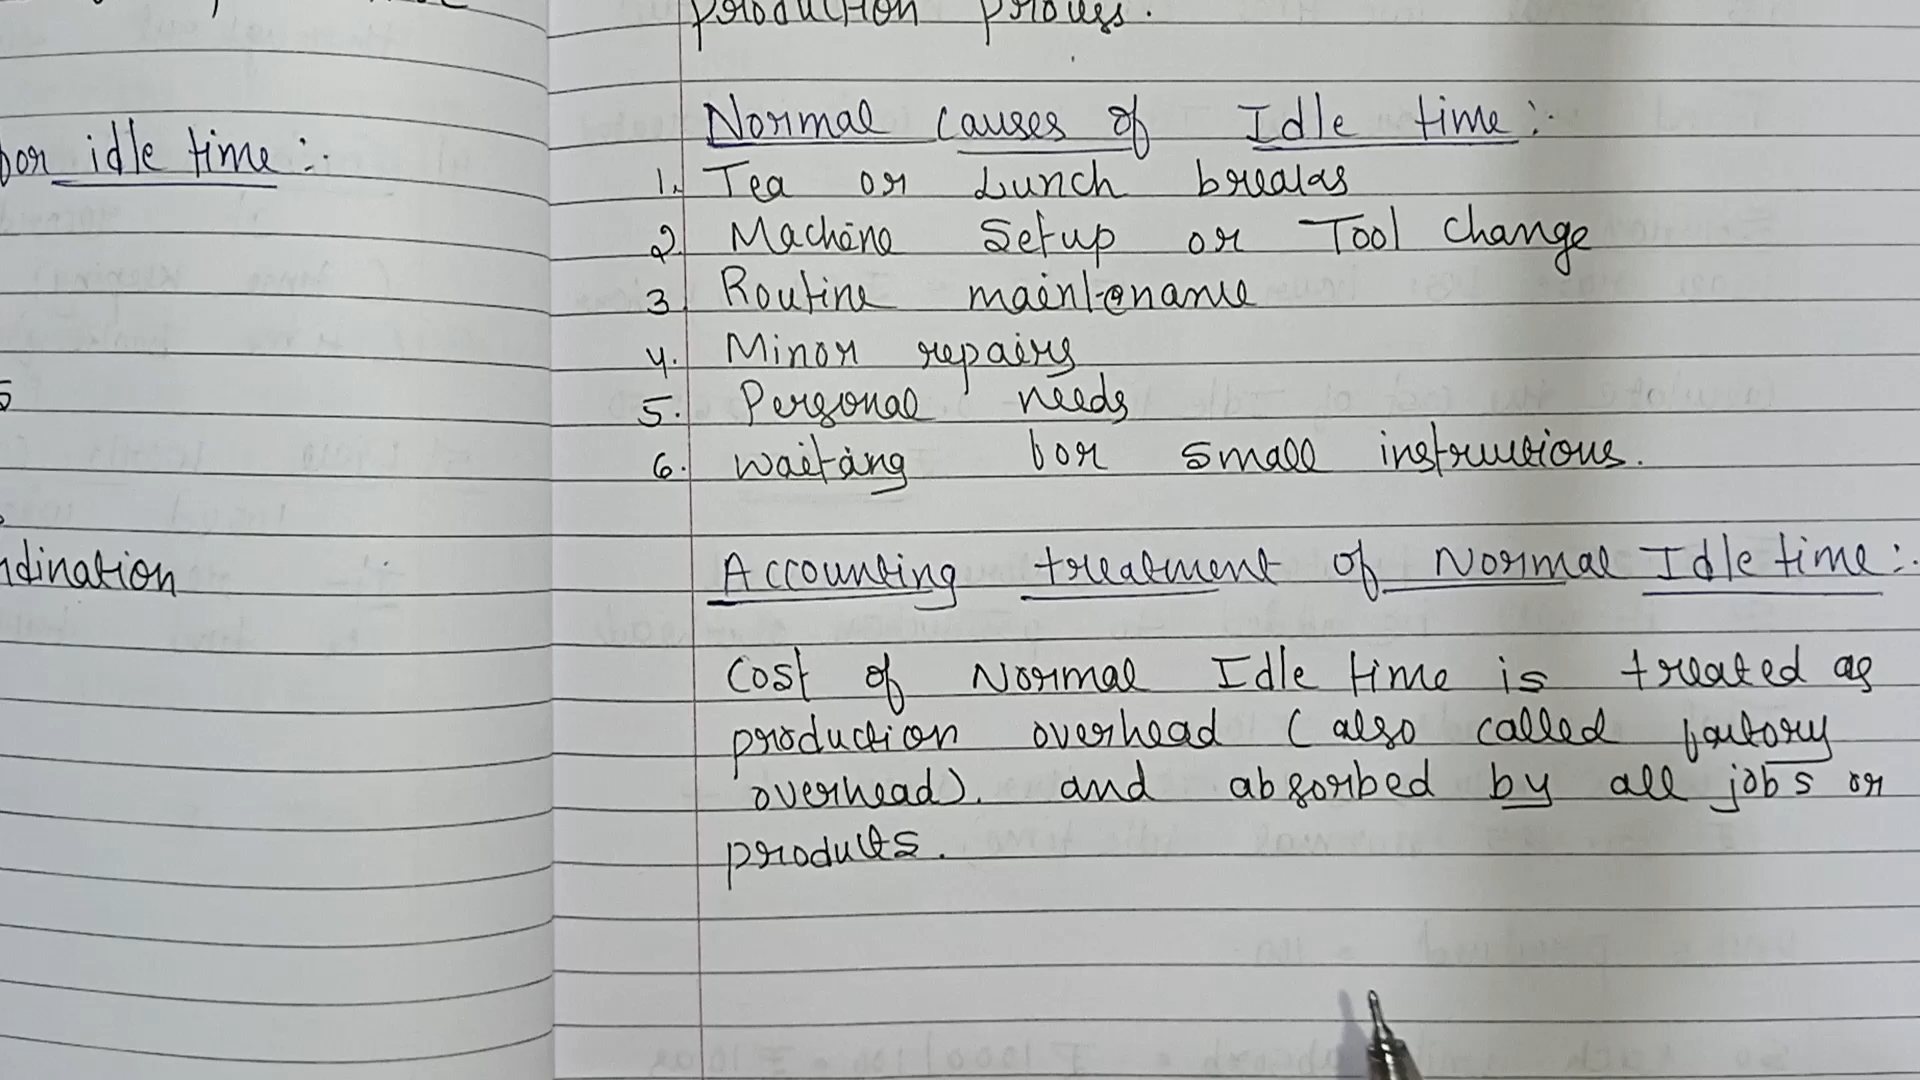 production process.
for idle time :-
dination
Normal causes of Idle time :-
1. Tea or Lunch breaks
2. Machine Setup or Tool change
3. Routine maintenance
4. Minor repairs
5. Personal needs
6. waiting for small instructions.
Accounting treatment of Normal Idle time :-
Cost of Normal Idle time is treated as
production overhead (also called factory
overhead). and absorbed by all jobs or
products.